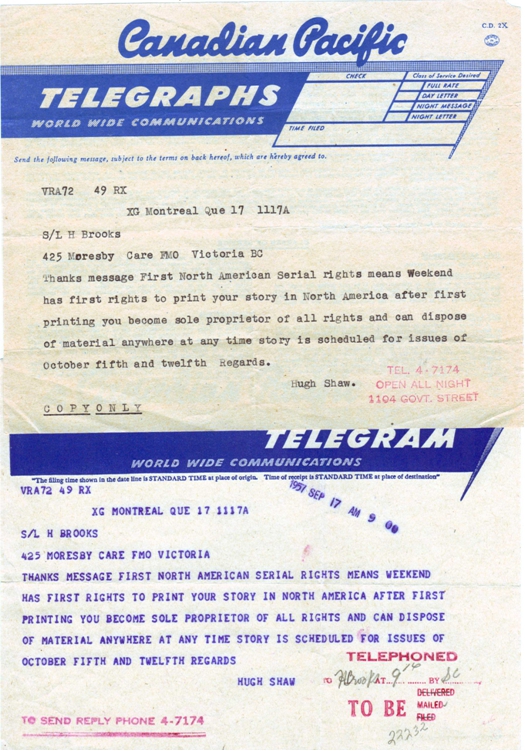 C.D. 2X
Canadian Pacific
TELEGRAPHS
WORLD WIDE COMMUNICATIONS
CHECK
TIME FILED
Class of Service Desired
FULL RATE
DAY LETTER
NIGHT MESSAGE
NIGHT LETTER
Send the following message, subject to the terms on back hereof, which are hereby agreed to.
VRA72 49 RX
XG Montreal Que 17 1117A
S/L H Brooks
425 Moresby Care FMO Victoria BC
Thanks message First North American Serial rights means Weekend
has first rights to print your story in North America after first
printing you become sole proprietor of all rights and can dispose
of material anywhere at any time story is scheduled for issues of
October fifth and twelfth Regards.
Hugh Shaw.
COPYONLY
TEL. 4-7174
OPEN ALL NIGHT
1104 GOVT. STREET
TELEGRAM
WORLD WIDE COMMUNICATIONS
"The filing time shown in the date line is STANDARD TIME at place of origin. Time of receipt is STANDARD TIME at place of destination"
VRA72 49 RX
1957 SEP 17 AM 9 00
XG MONTREAL QUE 17 1117A
S/L H BROOKS
425 MORESBY CARE FMO VICTORIA
THANKS MESSAGE FIRST NORTH AMERICAN SERIAL RIGHTS MEANS WEEKEND
HAS FIRST RIGHTS TO PRINT YOUR STORY IN NORTH AMERICA AFTER FIRST
PRINTING YOU BECOME SOLE PROPRIETOR OF ALL RIGHTS AND CAN DISPOSE
OF MATERIAL ANYWHERE AT ANY TIME STORY IS SCHEDULED FOR ISSUES OF
OCTOBER FIFTH AND TWELFTH REGARDS
HUGH SHAW
TELEPHONED
TO H Brooks AT 9 16 BY SC
TO BE
DELIVERED
MAILED
FILED
22232
TO SEND REPLY PHONE 4-7174